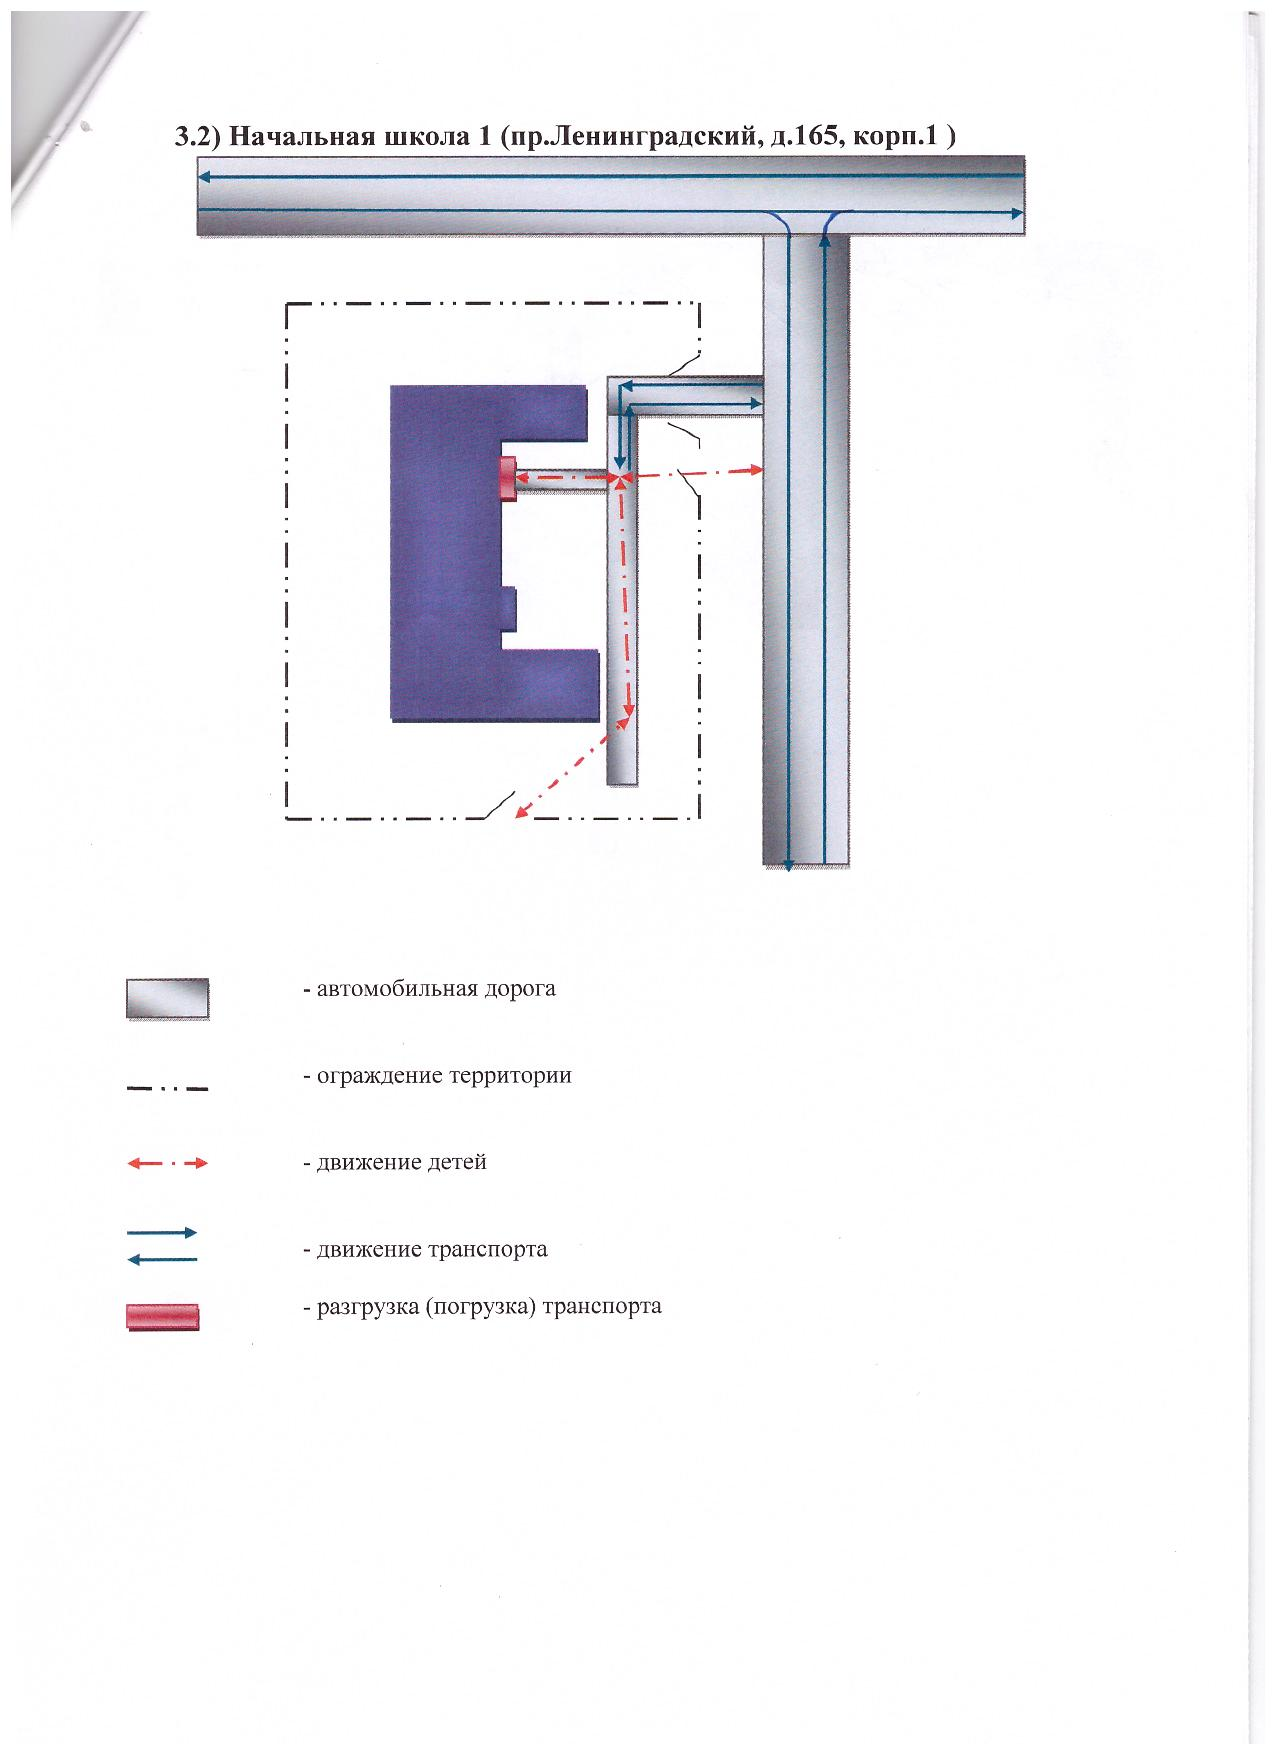 3.2) Начальная школа 1 (пр.Ленинградский, д.165, корп.1 )
- автомобильная дорога
- ограждение территории
- движение детей
- движение транспорта
- разгрузка (погрузка) транспорта